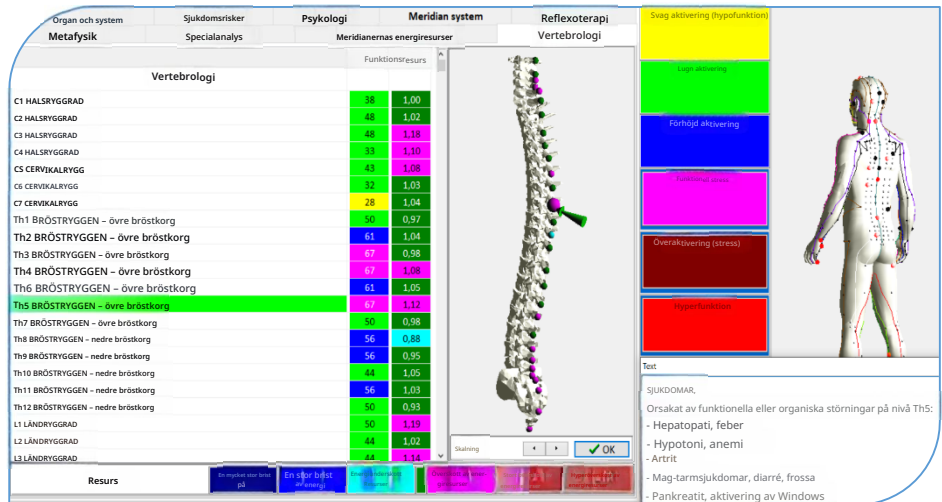 Organ och system
Sjukdomsrisker
Psykologi
Meridian system
Reflexoterapi
Metafysik
Specialanalys
Meridianernas energiresurser
Vertebrologi
Funktionsresurs
Vertebrologi
C1 HALSRYGGRAD 38 1,00
C2 HALSRYGGRAD 48 1,02
C3 HALSRYGGRAD 48 1,18
C4 HALSRYGGRAD 33 1,10
C5 CERVIKALRYGG 43 1,08
C6 CERVIKALRYGG 32 1,03
C7 CERVIKALRYGG 28 1,04
Th1 BRÖSTRYGGEN – övre bröstkorg 50 0,97
Th2 BRÖSTRYGGEN – övre bröstkorg 61 1,04
Th3 BRÖSTRYGGEN – övre bröstkorg 67 0,98
Th4 BRÖSTRYGGEN – övre bröstkorg 67 1,08
Th6 BRÖSTRYGGEN – övre bröstkorg 61 1,05
Th5 BRÖSTRYGGEN – övre bröstkorg 67 1,12
Th7 BRÖSTRYGGEN – övre bröstkorg 50 0,98
Th8 BRÖSTRYGGEN – nedre bröstkorg 56 0,88
Th9 BRÖSTRYGGEN – nedre bröstkorg 56 0,95
Th10 BRÖSTRYGGEN – nedre bröstkorg 44 1,05
Th11 BRÖSTRYGGEN – nedre bröstkorg 56 1,03
Th12 BRÖSTRYGGEN – nedre bröstkorg 50 0,93
L1 LÄNDRYGGRAD 50 1,19
L2 LÄNDRYGGRAD 44 1,02
L3 LÄNDRYGGRAD 44 1,14
Resurs
En mycket stor brist
på
En stor brist
av energi
Skalning
OK
Svag aktivering (hypofunktion)
Lugn aktivering
Förhöjd aktivering
Funktionell stress
Överaktivering (stress)
Hyperfunktion
Text
SJUKDOMAR,
Orsakat av funktionella eller organiska störningar på nivå Th5:
- Hepatopati, feber
- Hypotoni, anemi
- Artrit
- Mag-tarmsjukdomar, diarré, frossa
- Pankreatit, aktivering av Windows